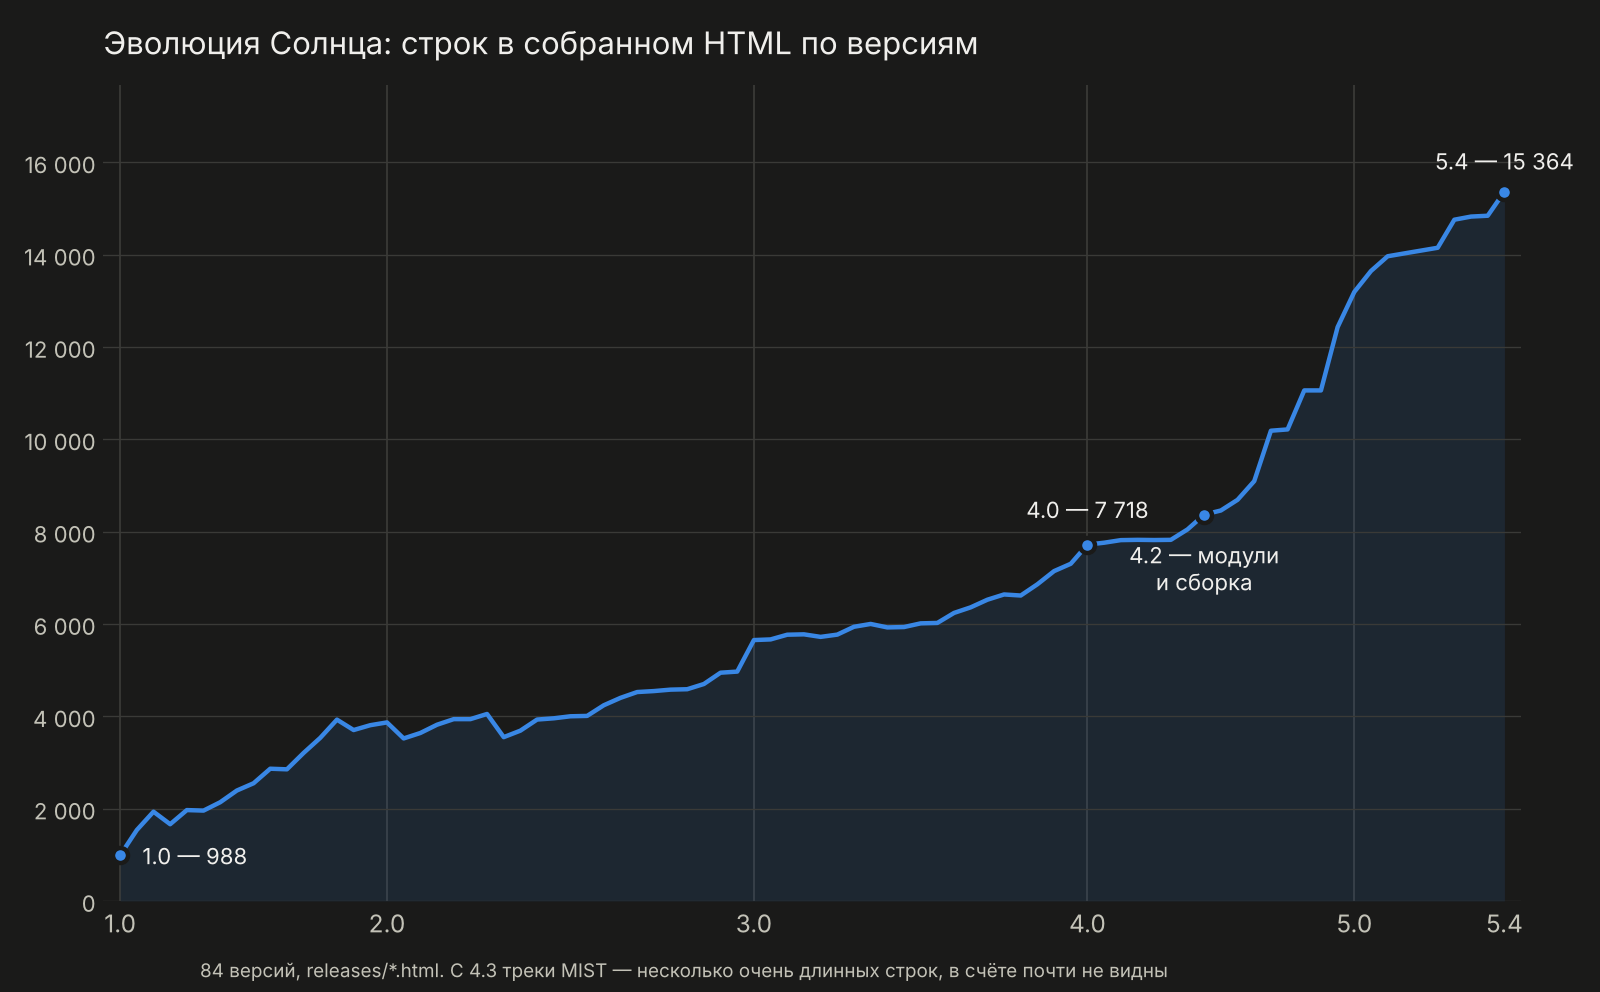 Эволюция Солнца: строк в собранном HTML по версиям
16 000
5.4 — 15 364
14 000
12 000
10 000
4.0 — 7 718
8 000
4.2 — модули
и сборка
6 000
4 000
2 000
1.0 — 988
0
1.0 2.0 3.0 4.0 5.0 5.4
84 версий, releases/*.html. С 4.3 треки MIST — несколько очень длинных строк, в счёте почти не видны